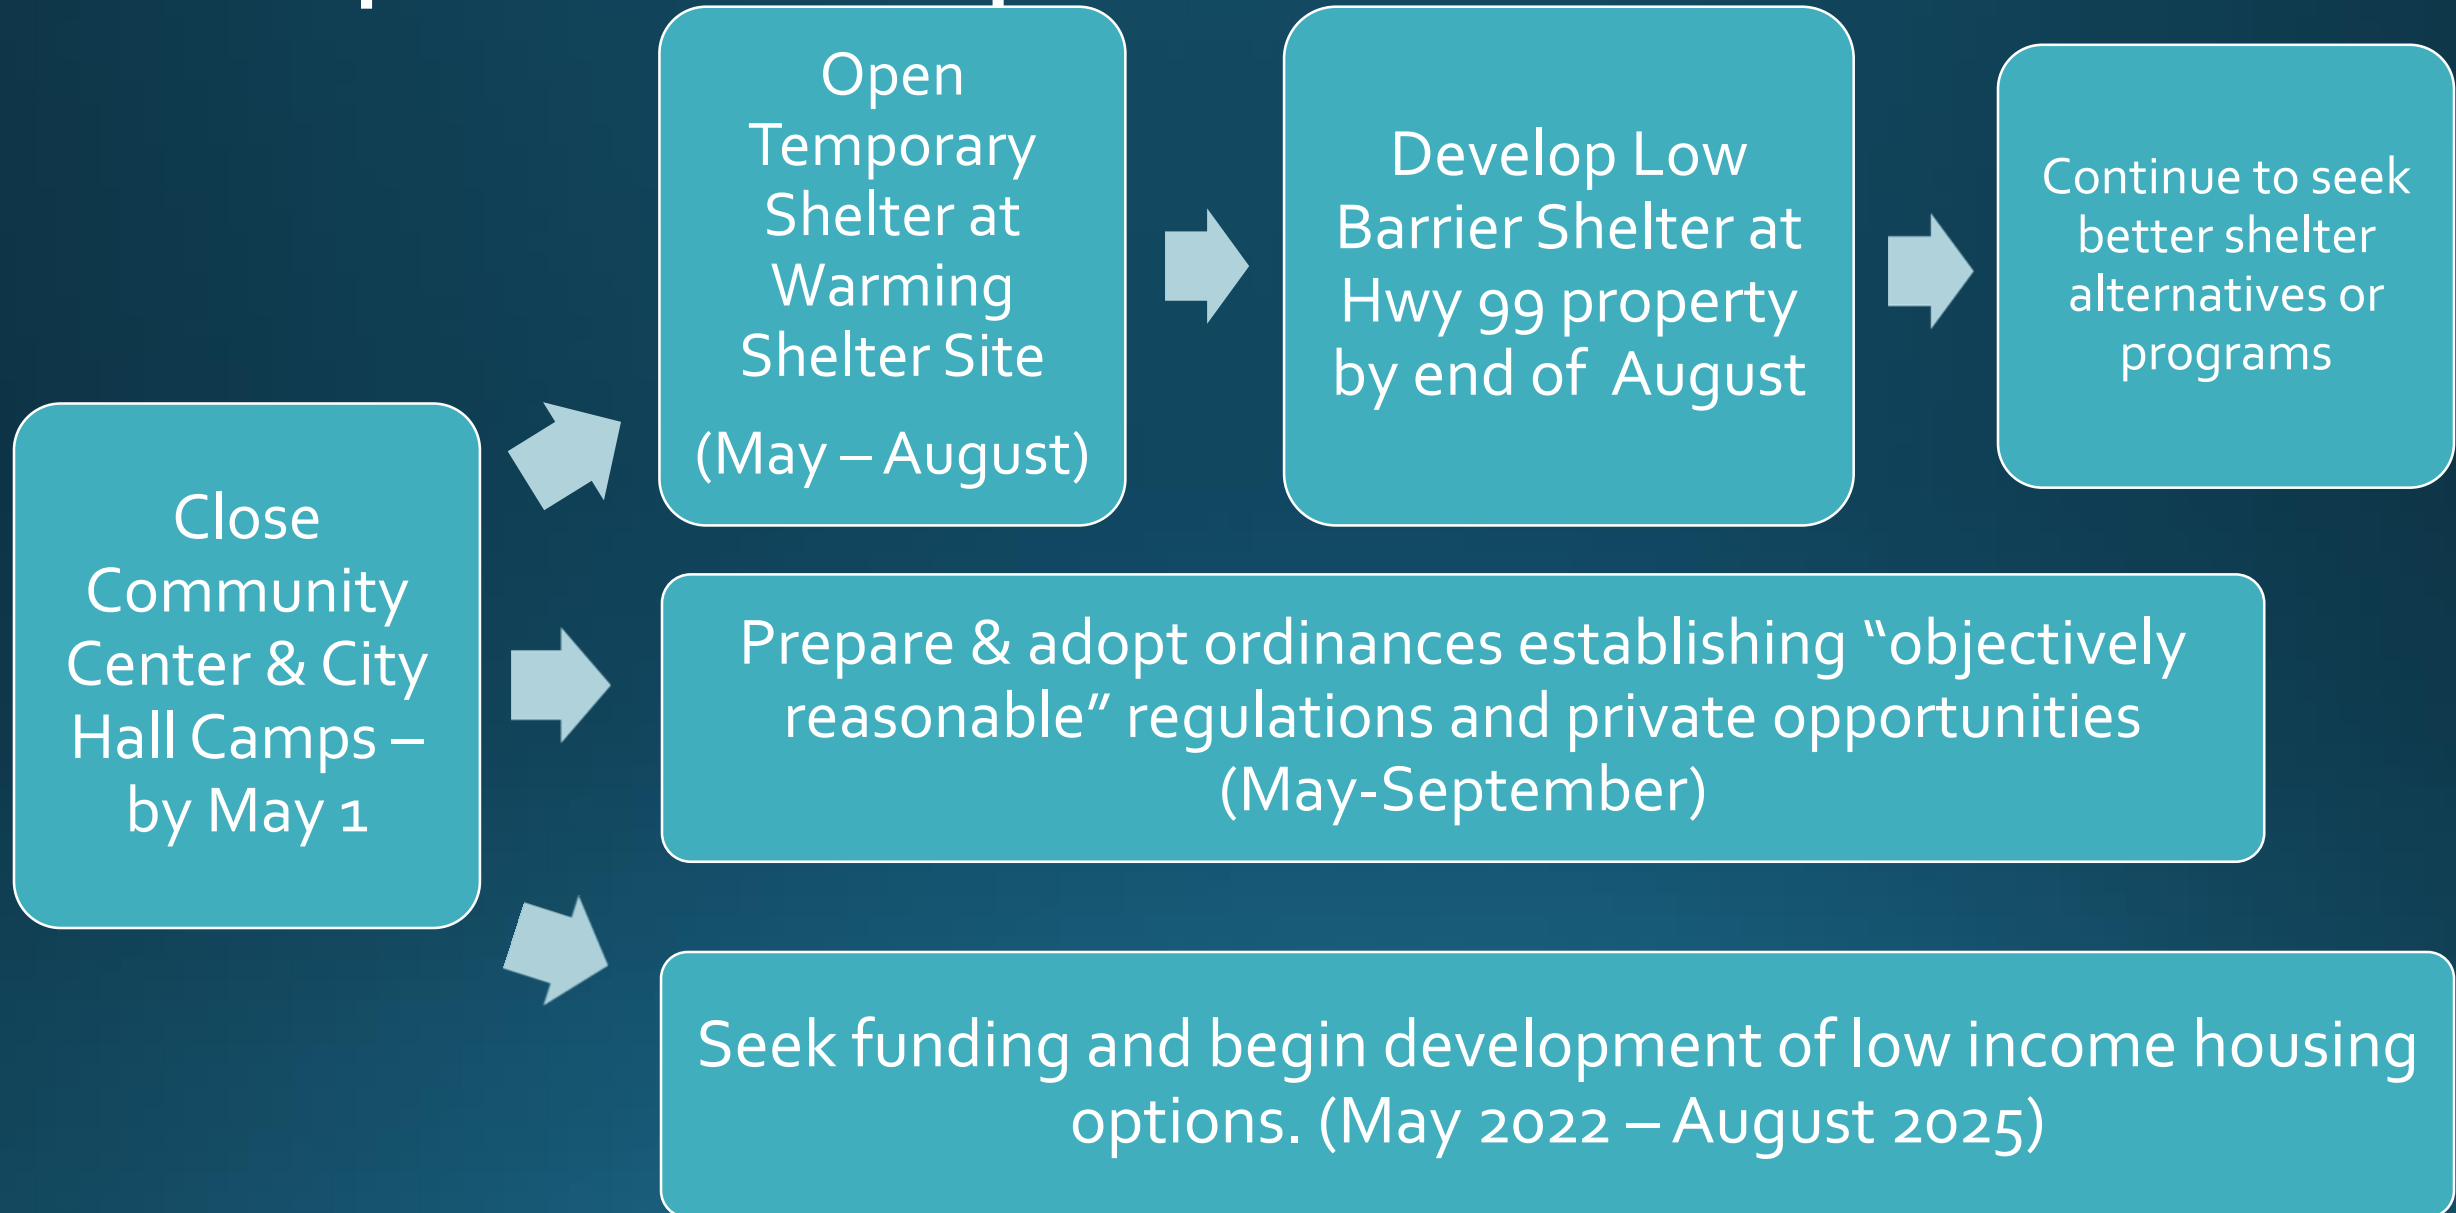 Close
Community
Center & City
Hall Camps –
by May 1
Open
Temporary
Shelter at
Warming
Shelter Site
(May – August)
Develop Low
Barrier Shelter at
Hwy 99 property
by end of August
Continue to seek
better shelter
alternatives or
programs
Prepare & adopt ordinances establishing “objectively
reasonable” regulations and private opportunities
(May-September)
Seek funding and begin development of low income housing
options. (May 2022 – August 2025)